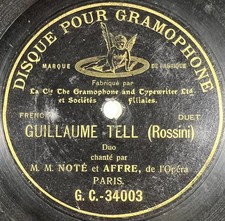 DISQUE POUR GRAMOPHONE
MARQUE DE FABRIQUE
Fabriqué par
La Cie The Gramophone and Typewriter Ltd
et Sociétés Filiales.
FRENCH DUET
GUILLAUME TELL (Rossini)
Duo
chanté par
M. M. NOTÉ et AFFRE, de l'Opéra
PARIS.
G. C.-34003